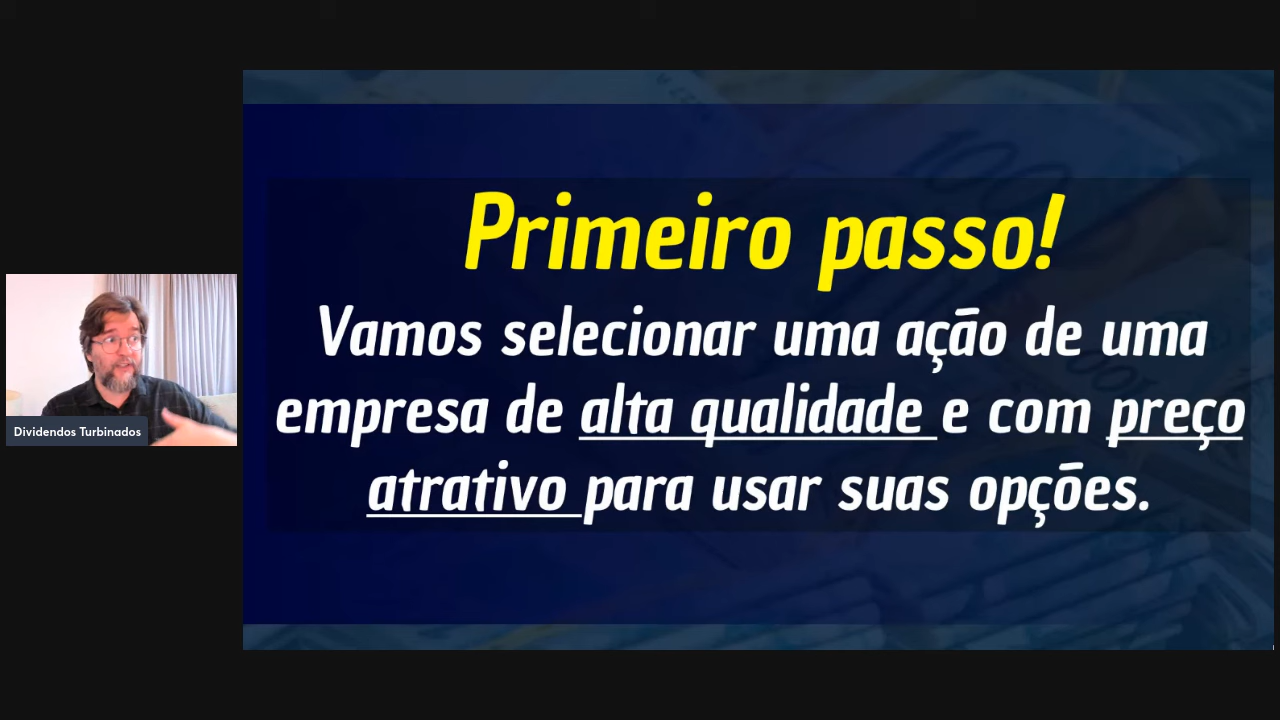 Primeiro passo!
Vamos selecionar uma ação de uma
empresa de alta qualidade e com preço
atrativo para usar suas opções.
Dividendos Turbinados